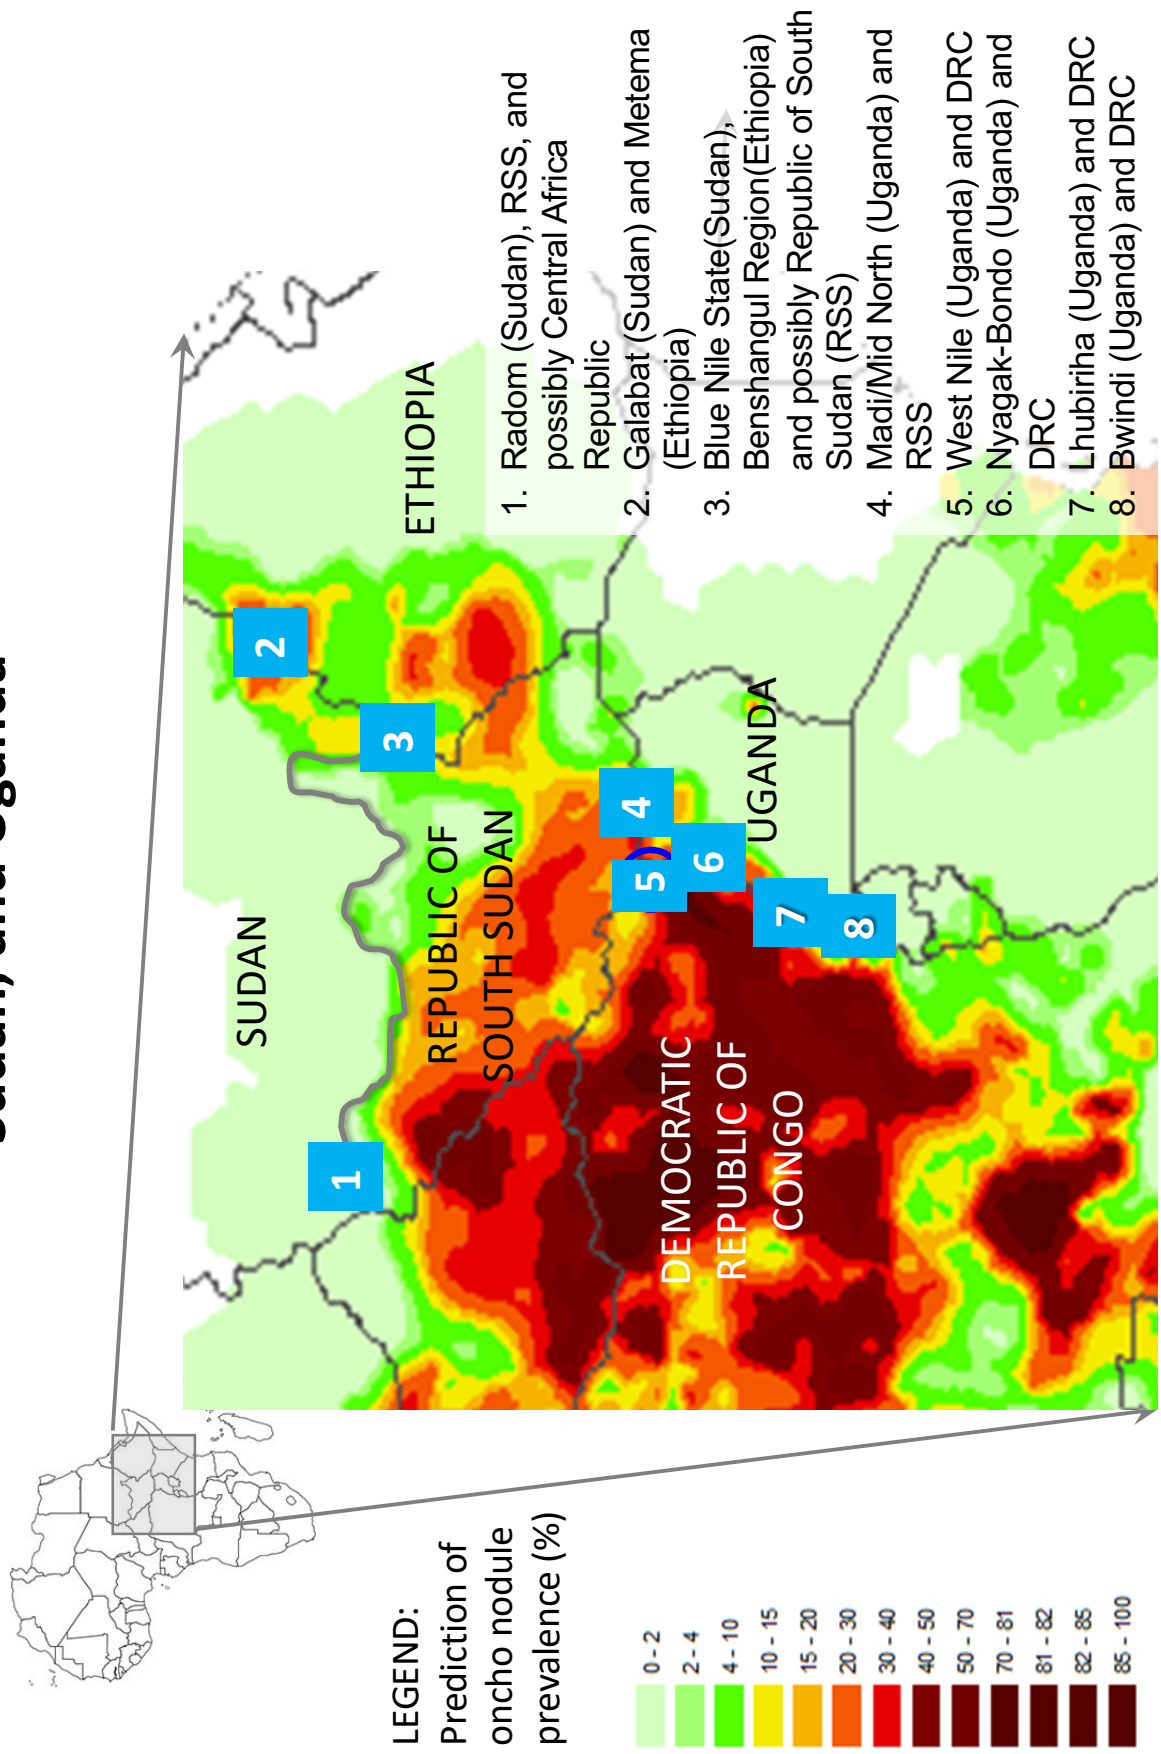 Sudan, and Uganda
SUDAN
ETHIOPIA
REPUBLIC OF
SOUTH SUDAN
DEMOCRATIC
REPUBLIC OF
CONGO
UGANDA
1
2
3
4
5
6
7
8
1. Radom (Sudan), RSS, and
possibly Central Africa
Republic
2. Galabat (Sudan) and Metema
(Ethiopia)
3. Blue Nile State(Sudan),
Benshangul Region(Ethiopia)
and possibly Republic of South
Sudan (RSS)
4. Madi/Mid North (Uganda) and
RSS
5. West Nile (Uganda) and DRC
6. Nyagak-Bondo (Uganda) and
DRC
7. Lhubiriha (Uganda) and DRC
8. Bwindi (Uganda) and DRC
LEGEND:
Prediction of
oncho nodule
prevalence (%)
0 - 2
2 - 4
4 - 10
10 - 15
15 - 20
20 - 30
30 - 40
40 - 50
50 - 70
70 - 81
81 - 82
82 - 85
85 - 100